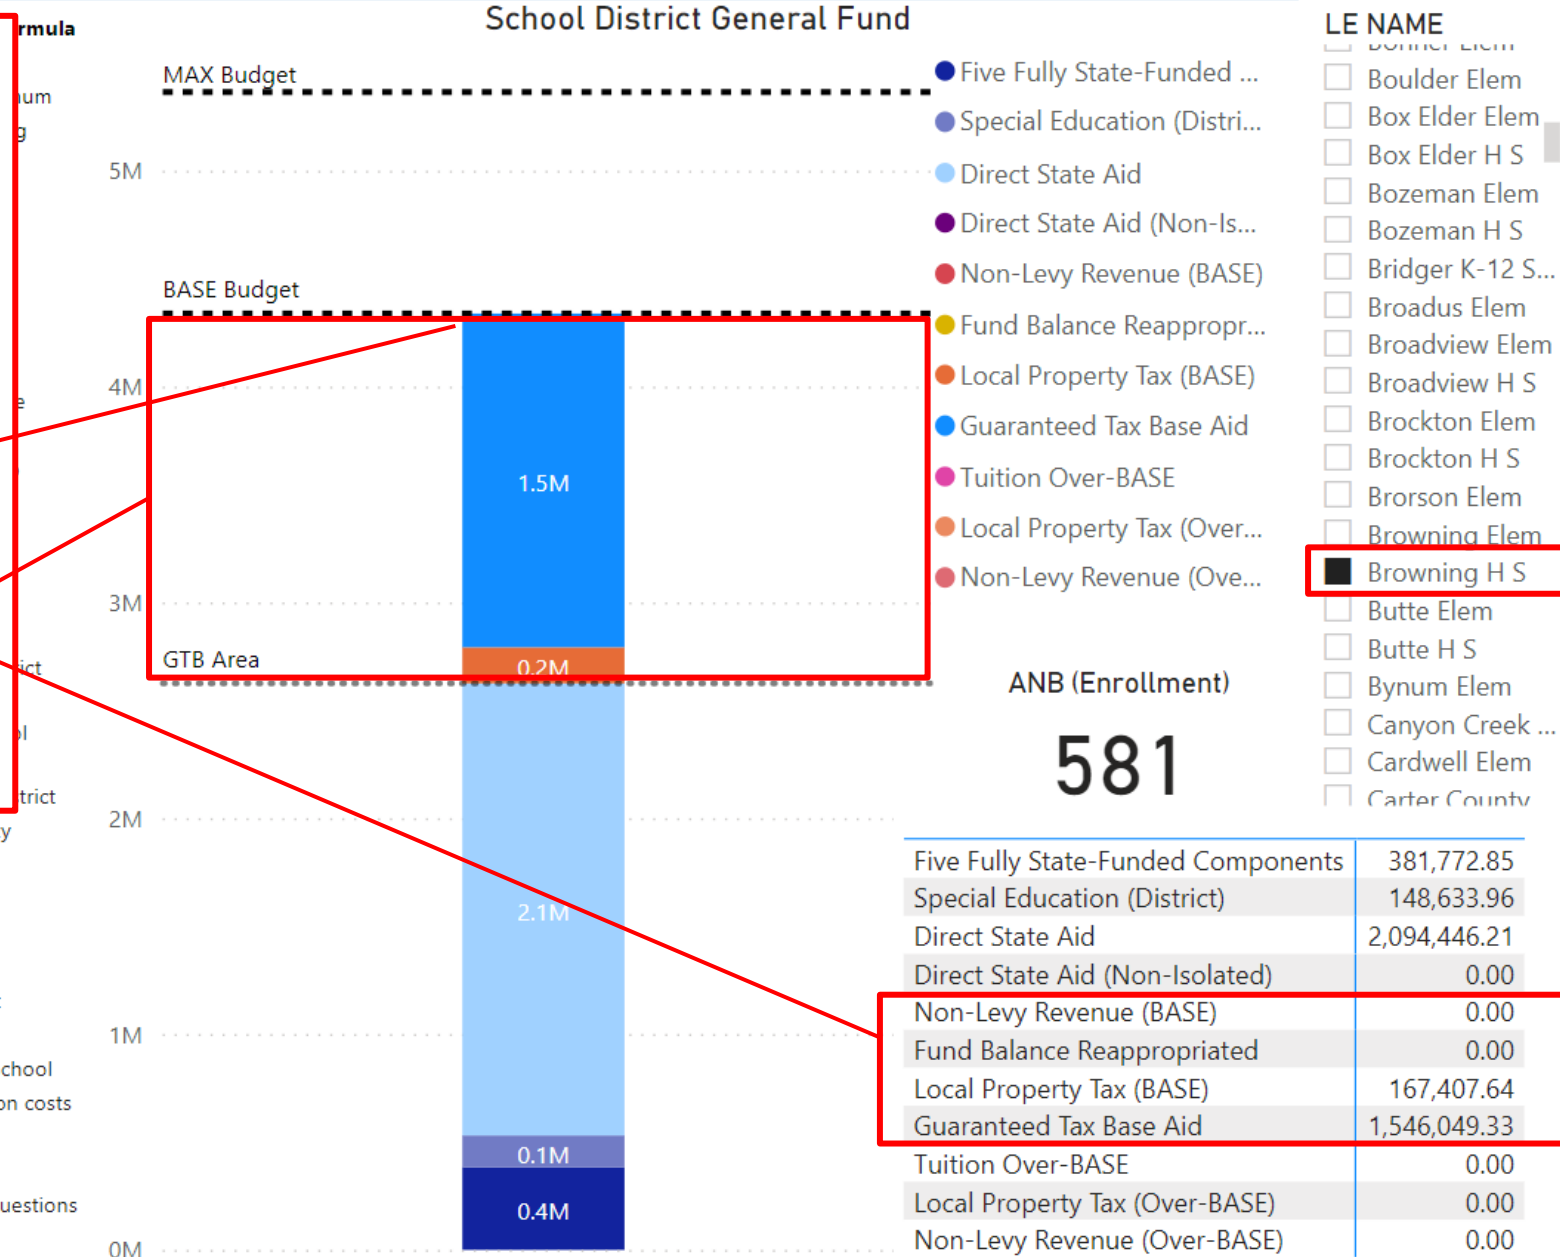 School District General Fund
MAX Budget
5M
BASE Budget
4M
1.5M
3M
GTB Area
0.2M
2M
2.1M
1M
0.1M
0.4M
0M
Five Fully State-Funded ...
Special Education (Distri...
Direct State Aid
Direct State Aid (Non-Is...
Non-Levy Revenue (BASE)
Fund Balance Reappropr...
Local Property Tax (BASE)
Guaranteed Tax Base Aid
Tuition Over-BASE
Local Property Tax (Over...
Non-Levy Revenue (Ove...
LE NAME
Bonner Elem
Boulder Elem
Box Elder Elem
Box Elder H S
Bozeman Elem
Bozeman H S
Bridger K-12 S...
Broadus Elem
Broadview Elem
Broadview H S
Brockton Elem
Brockton H S
Brorson Elem
Browning Elem
Browning H S
Butte Elem
Butte H S
Bynum Elem
Canyon Creek ...
Cardwell Elem
Carter County
ANB (Enrollment)
581
Five Fully State-Funded Components 381,772.85
Special Education (District) 148,633.96
Direct State Aid 2,094,446.21
Direct State Aid (Non-Isolated) 0.00
Non-Levy Revenue (BASE) 0.00
Fund Balance Reappropriated 0.00
Local Property Tax (BASE) 167,407.64
Guaranteed Tax Base Aid 1,546,049.33
Tuition Over-BASE 0.00
Local Property Tax (Over-BASE) 0.00
Non-Levy Revenue (Over-BASE) 0.00
rmula
um
g
e
ict
ol
trict
y
chool
on costs
uestions